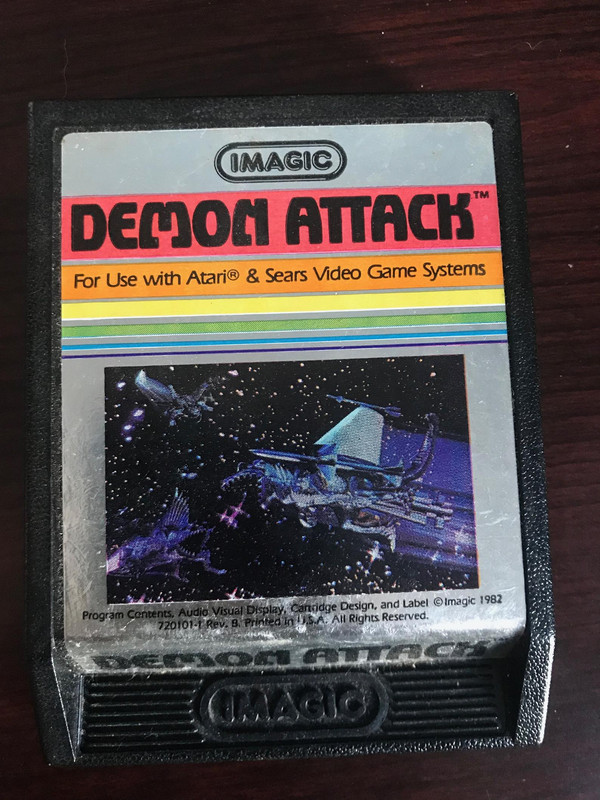 IMAGIC
DEMON ATTACK™
For Use with Atari® & Sears Video Game Systems
Program Contents, Audio Visual Display, Cartridge Design, and Label © Imagic 1982
720101-1 Rev. B. Printed in U.S.A. All Rights Reserved.
DEMON ATTACK™
IMAGIC